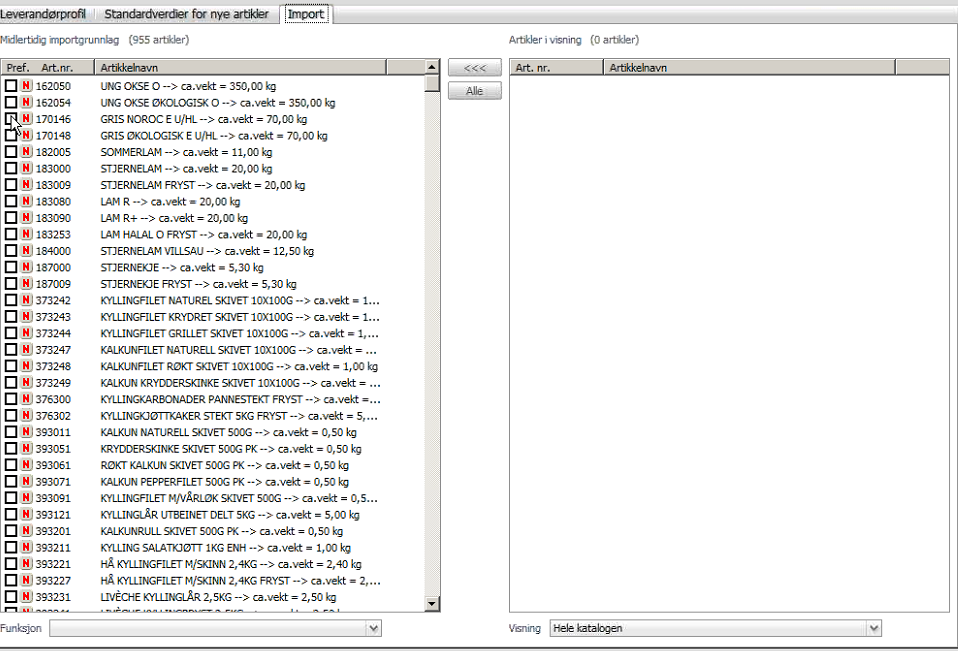 Leverandørprofil Standardverdier for nye artikler Import
Midlertidig importgrunnlag (955 artikler) Artikler i visning (0 artikler)
Pref. Art.nr. Artikkelnavn <<< Art. nr. Artikkelnavn
N 162050 UNG OKSE O --> ca.vekt = 350,00 kg Alle
N 162054 UNG OKSE ØKOLOGISK O --> ca.vekt = 350,00 kg
N 170146 GRIS NOROC E U/HL --> ca.vekt = 70,00 kg
N 170148 GRIS ØKOLOGISK E U/HL --> ca.vekt = 70,00 kg
N 182005 SOMMERLAM --> ca.vekt = 11,00 kg
N 183000 STJERNELAM --> ca.vekt = 20,00 kg
N 183009 STJERNELAM FRYST --> ca.vekt = 20,00 kg
N 183080 LAM R --> ca.vekt = 20,00 kg
N 183090 LAM R+ --> ca.vekt = 20,00 kg
N 183253 LAM HALAL O FRYST --> ca.vekt = 20,00 kg
N 184000 STJERNELAM VILLSAU --> ca.vekt = 12,50 kg
N 187000 STJERNEKJE --> ca.vekt = 5,30 kg
N 187009 STJERNEKJE FRYST --> ca.vekt = 5,30 kg
N 373242 KYLLINGFILET NATUREL SKIVET 10X100G --> ca.vekt = 1...
N 373243 KYLLINGFILET KRYDRET SKIVET 10X100G --> ca.vekt = 1...
N 373244 KYLLINGFILET GRILLET SKIVET 10X100G --> ca.vekt = 1,...
N 373247 KALKUNFILET NATURELL SKIVET 10X100G --> ca.vekt = ...
N 373248 KALKUNFILET RØKT SKIVET 10X100G --> ca.vekt = 1,00 kg
N 373249 KALKUN KRYDDERSKINKE SKIVET 10X100G --> ca.vekt = ...
N 376300 KYLLINGKARBONADER PANNESTEKT FRYST --> ca.vekt =...
N 376302 KYLLINGKJØTTKAKER STEKT 5KG FRYST --> ca.vekt = 5,...
N 393011 KALKUN NATURELL SKIVET 500G --> ca.vekt = 0,50 kg
N 393051 KRYDDERSKINKE SKIVET 500G PK --> ca.vekt = 0,50 kg
N 393061 RØKT KALKUN SKIVET 500G PK --> ca.vekt = 0,50 kg
N 393071 KALKUN PEPPERFILET 500G PK --> ca.vekt = 0,50 kg
N 393091 KYLLINGFILET M/VÅRLØK SKIVET 500G --> ca.vekt = 0,5...
N 393121 KYLLINGLÅR UTBEINET DELT 5KG --> ca.vekt = 5,00 kg
N 393201 KALKUNRULL SKIVET 500G PK --> ca.vekt = 0,50 kg
N 393211 KYLLING SALATKJØTT 1KG ENH --> ca.vekt = 1,00 kg
N 393221 HÅ KYLLINGFILET M/SKINN 2,4KG --> ca.vekt = 2,40 kg
N 393227 HÅ KYLLINGFILET M/SKINN 2,4KG FRYST --> ca.vekt = 2,...
N 393231 LIVÈCHE KYLLINGLÅR 2,5KG --> ca.vekt = 2,50 kg
Funksjon Visning Hele katalogen